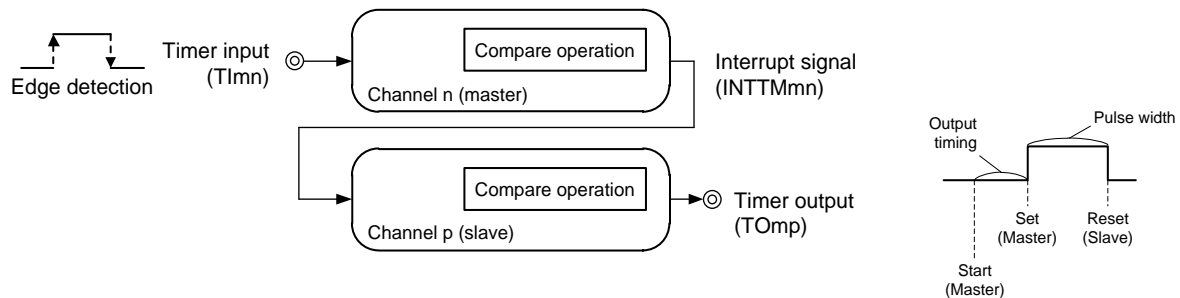 Edge detection
Timer input
(TImn)
Compare operation
Channel n (master)
Interrupt signal
(INTTMmn)
Compare operation
Channel p (slave)
Timer output
(TOmp)
Output
timing
Pulse width
Set
(Master)
Reset
(Slave)
Start
(Master)